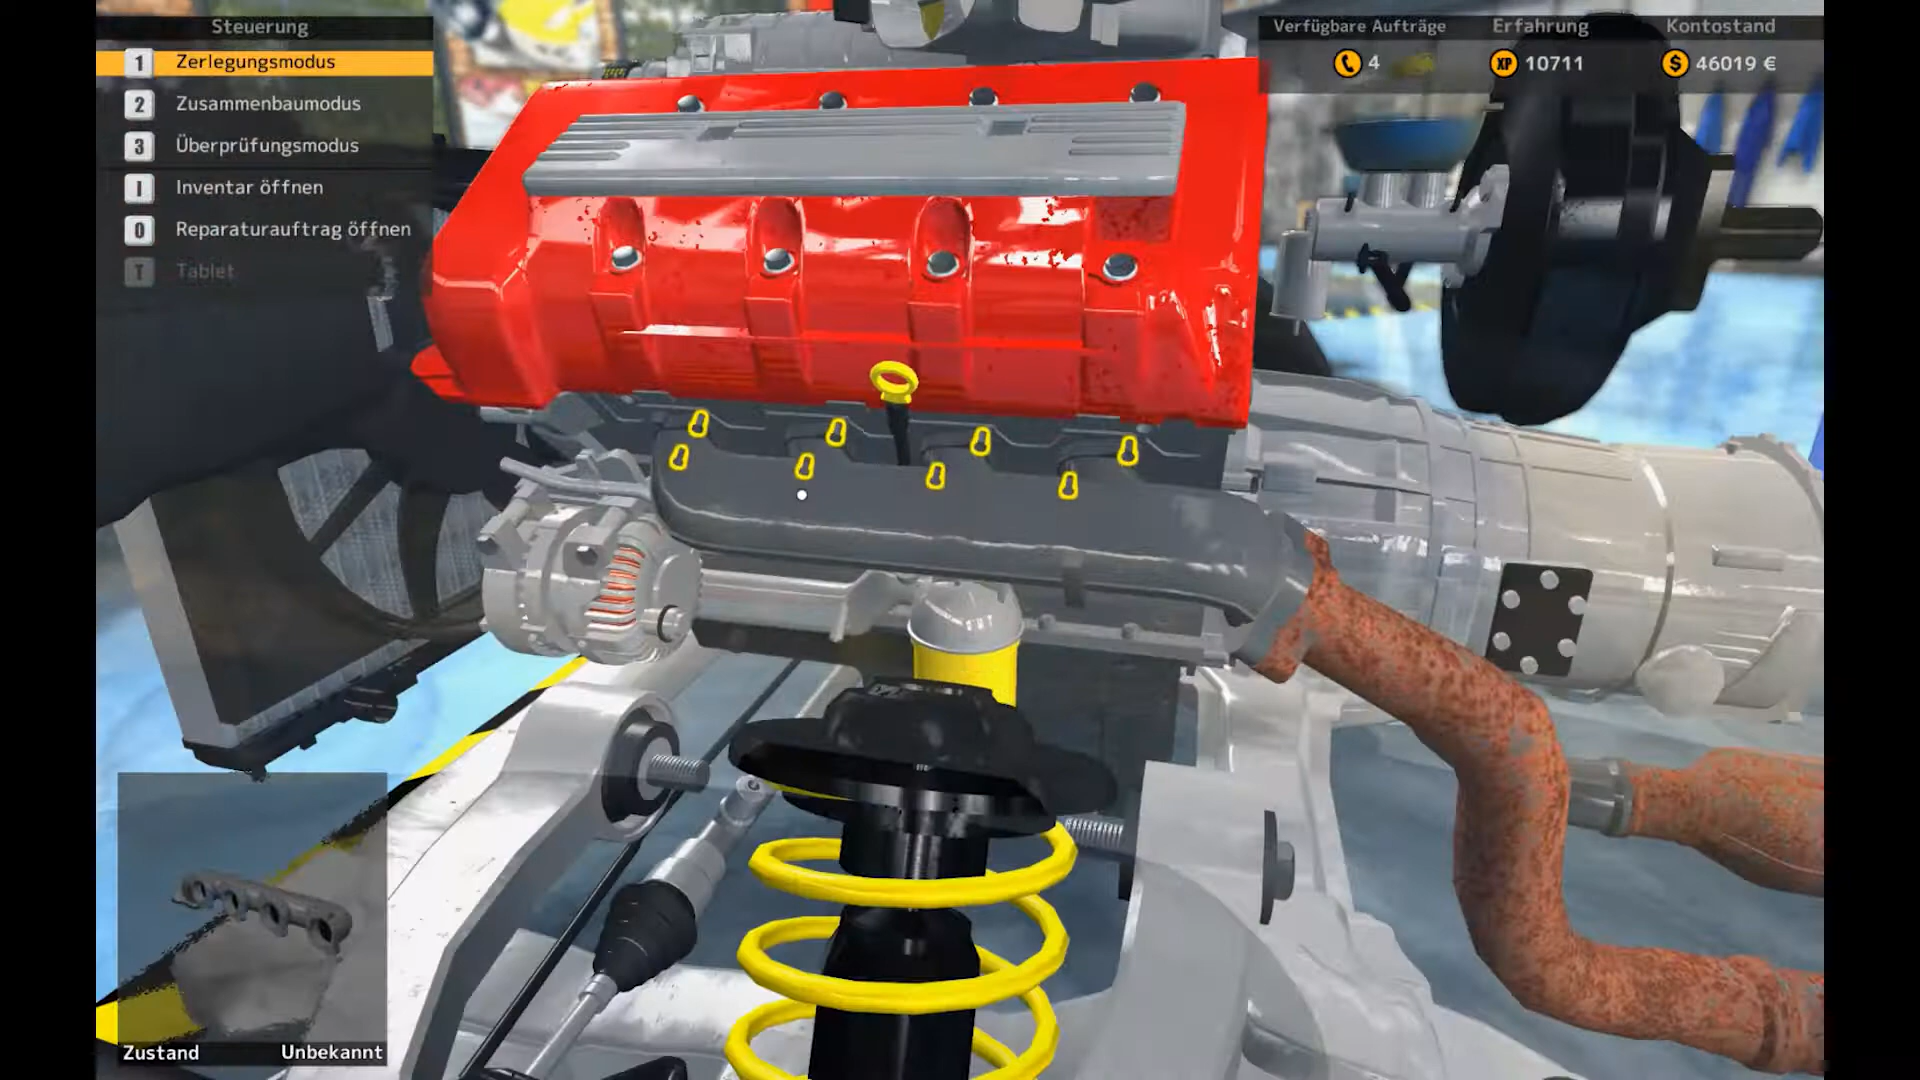 Steuerung
1 Zerlegungsmodus
2 Zusammenbaumodus
3 Überprüfungsmodus
I Inventar öffnen
O Reparaturauftrag öffnen
T Tablet
Verfügbare Aufträge Erfahrung Kontostand
4 XP 10711 $ 46019 €
Zustand Unbekannt